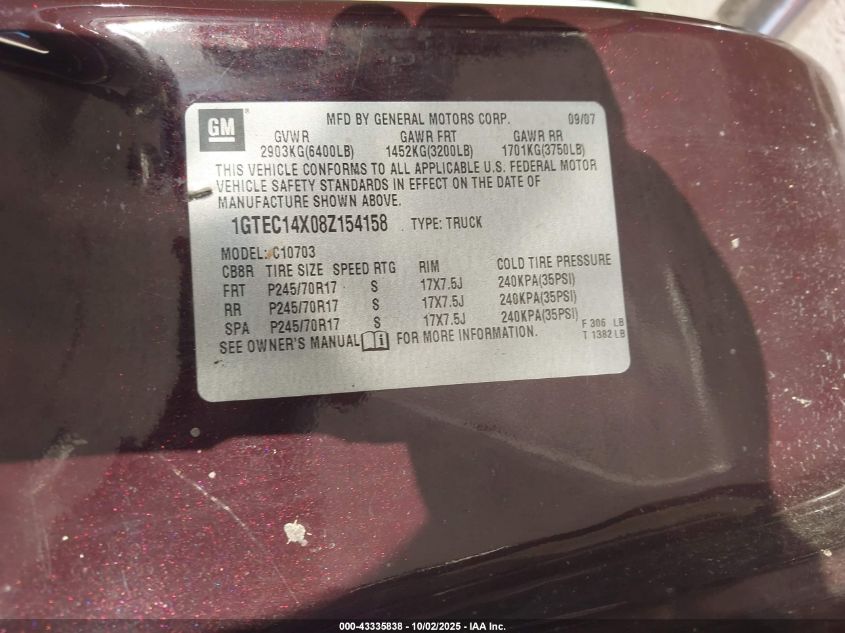 GM®
MFD BY GENERAL MOTORS CORP. 09/07
GVWR GAWR FRT GAWR RR
2903KG(6400LB) 1452KG(3200LB) 1701KG(3750LB)
THIS VEHICLE CONFORMS TO ALL APPLICABLE U.S. FEDERAL MOTOR
VEHICLE SAFETY STANDARDS IN EFFECT ON THE DATE OF
MANUFACTURE SHOWN ABOVE.
1GTEC14X08Z154158 TYPE: TRUCK
MODEL: C10703
CB8R TIRE SIZE SPEED RTG RIM COLD TIRE PRESSURE
FRT P245/70R17 S 17X7.5J 240KPA(35PSI)
RR P245/70R17 S 17X7.5J 240KPA(35PSI)
SPA P245/70R17 S 17X7.5J 240KPA(35PSI)
SEE OWNER'S MANUAL FOR MORE INFORMATION.
F 306 LB
T 1382 LB
000-43335838 - 10/02/2025 - IAA Inc.